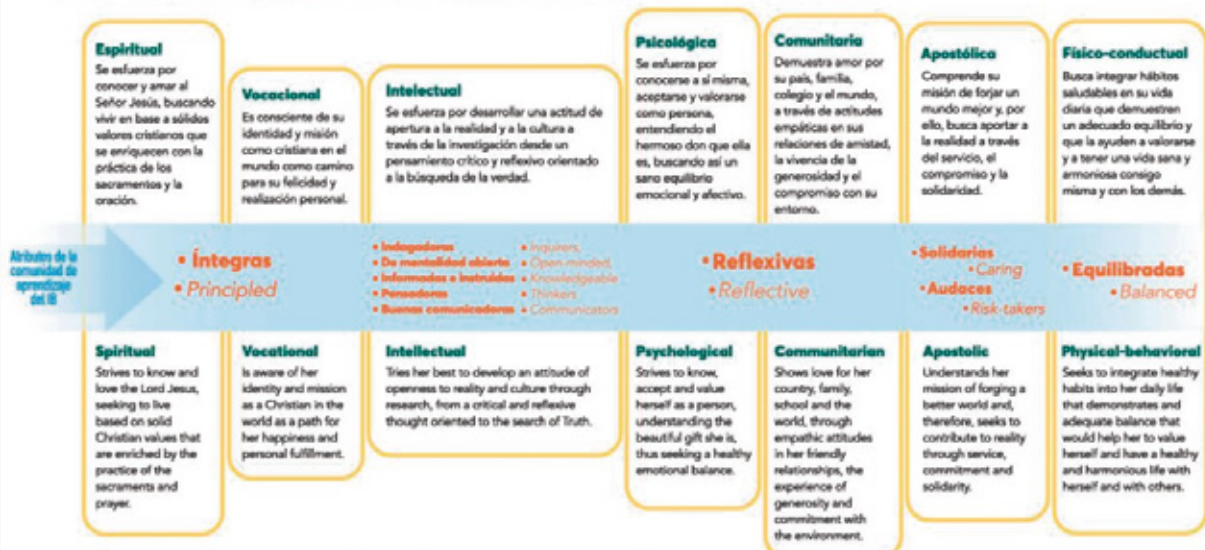 Espiritual
Se esfuerza por
conocer y amar al
Señor Jesús, buscando
vivir en base a sólidos
valores cristianos que
se enriquecen con la
práctica de los
sacramentos y la
oración.
Vocacional
Es consciente de su
identidad y misión
como cristiana en el
mundo como camino
para su felicidad y
realización personal.
Intelectual
Se esfuerza por desarrollar una actitud de
apertura a la realidad y a la cultura a
través de la investigación desde un
pensamiento crítico y reflexivo orientado
a la búsqueda de la verdad.
Psicológica
Se esfuerza por
conocerse a sí misma,
aceptarse y valorarse
como persona,
entendiendo el
hermoso don que ella
es, buscando así un
sano equilibrio
emocional y afectivo.
Comunitaria
Demuestra amor por
su país, familia,
colegio y el mundo,
a través de actitudes
empáticas en sus
relaciones de amistad,
la vivencia de la
generosidad y el
compromiso con su
entorno.
Apostólica
Comprende su
misión de forjar un
mundo mejor y, por
ello, busca aportar a
la realidad a través
del servicio, el
compromiso y la
solidaridad.
Físico-conductual
Busca integrar hábitos
saludables en su vida
diaria que demuestren
un adecuado equilibrio y
que la ayuden a valorarse
y a tener una vida sana y
armoniosa consigo
misma y con los demás.
Atributos de la
comunidad de
aprendizaje
del IB
• Íntegras
• Principled
• Indagadoras
• De mentalidad abierta
• Informadas e instruidas
• Pensadoras
• Buenas comunicadoras
• Inquirers,
• Open-minded,
• Knowledgeable
• Thinkers
• Communicators
• Reflexivas
• Reflective
• Solidarias
• Caring
• Audaces
• Risk-takers
• Equilibradas
• Balanced
Spiritual
Strives to know and
love the Lord Jesus,
seeking to live
based on solid
Christian values that
are enriched by the
practice of the
sacraments and
prayer.
Vocational
Is aware of her
identity and mission
as a Christian in the
world as a path for
her happiness and
personal fulfillment.
Intellectual
Tries her best to develop an attitude of
openness to reality and culture through
research, from a critical and reflexive
thought oriented to the search of Truth.
Psychological
Strives to know,
accept and value
herself as a person,
understanding the
beautiful gift she is,
thus seeking a healthy
emotional balance.
Communitarian
Shows love for her
country, family,
school and the
world, through
empathic attitudes
in her friendly
relationships, the
experience of
generosity and
commitment with
the environment.
Apostolic
Understands her
mission of forging a
better world and,
therefore, seeks to
contribute to reality
through service,
commitment and
solidarity.
Physical-behavioral
Seeks to integrate healthy
habits into her daily life
that demonstrates and
adequate balance that
would help her to value
herself and have a healthy
and harmonious life with
herself and with others.